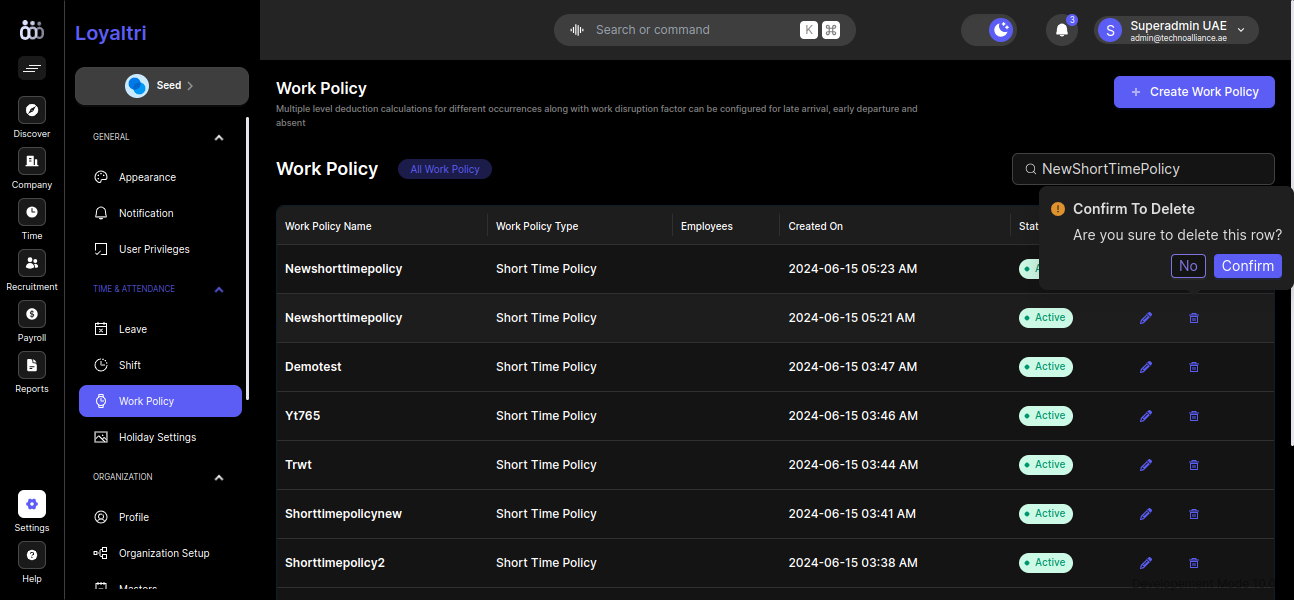 Loyaltri
Search or command
K
⌘
3
S
Superadmin UAE
admin@technoalliance.ae
Seed
Discover
Company
Time
Recruitment
Payroll
Reports
Settings
Help
GENERAL
Appearance
Notification
User Privileges
TIME & ATTENDANCE
Leave
Shift
Work Policy
Holiday Settings
ORGANIZATION
Profile
Organization Setup
Masters
Work Policy
Multiple level deduction calculations for different occurrences along with work disruption factor can be configured for late arrival, early departure and
absent
+ Create Work Policy
Work Policy
All Work Policy
NewShortTimePolicy
Confirm To Delete
Are you sure to delete this row?
No
Confirm
Work Policy Name Work Policy Type Employees Created On Stat
Newshorttimepolicy Short Time Policy 2024-06-15 05:23 AM
Newshorttimepolicy Short Time Policy 2024-06-15 05:21 AM Active
Demotest Short Time Policy 2024-06-15 03:47 AM Active
Yt765 Short Time Policy 2024-06-15 03:46 AM Active
Trwt Short Time Policy 2024-06-15 03:44 AM Active
Shorttimepolicynew Short Time Policy 2024-06-15 03:41 AM Active
Shorttimepolicy2 Short Time Policy 2024-06-15 03:38 AM Active